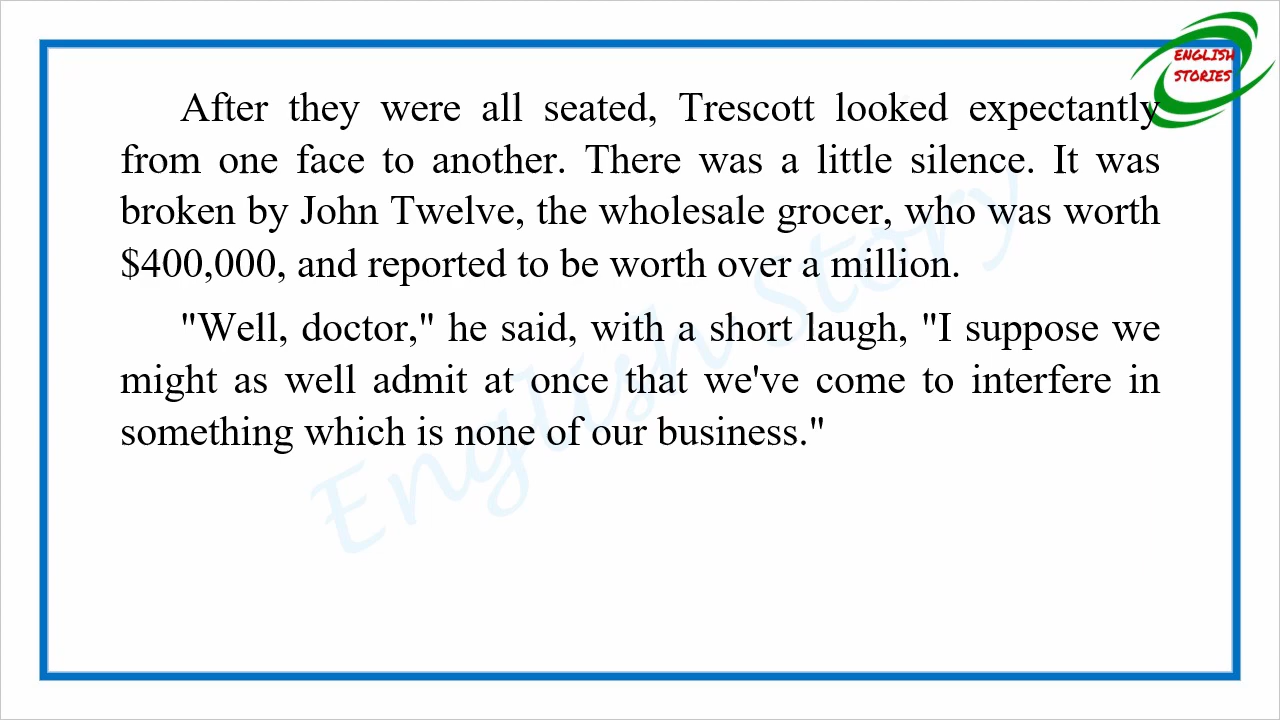 ENGLISH
STORIES
After they were all seated, Trescott looked expectantly
from one face to another. There was a little silence. It was
broken by John Twelve, the wholesale grocer, who was worth
$400,000, and reported to be worth over a million.
"Well, doctor," he said, with a short laugh, "I suppose we
might as well admit at once that we've come to interfere in
something which is none of our business."
English Story